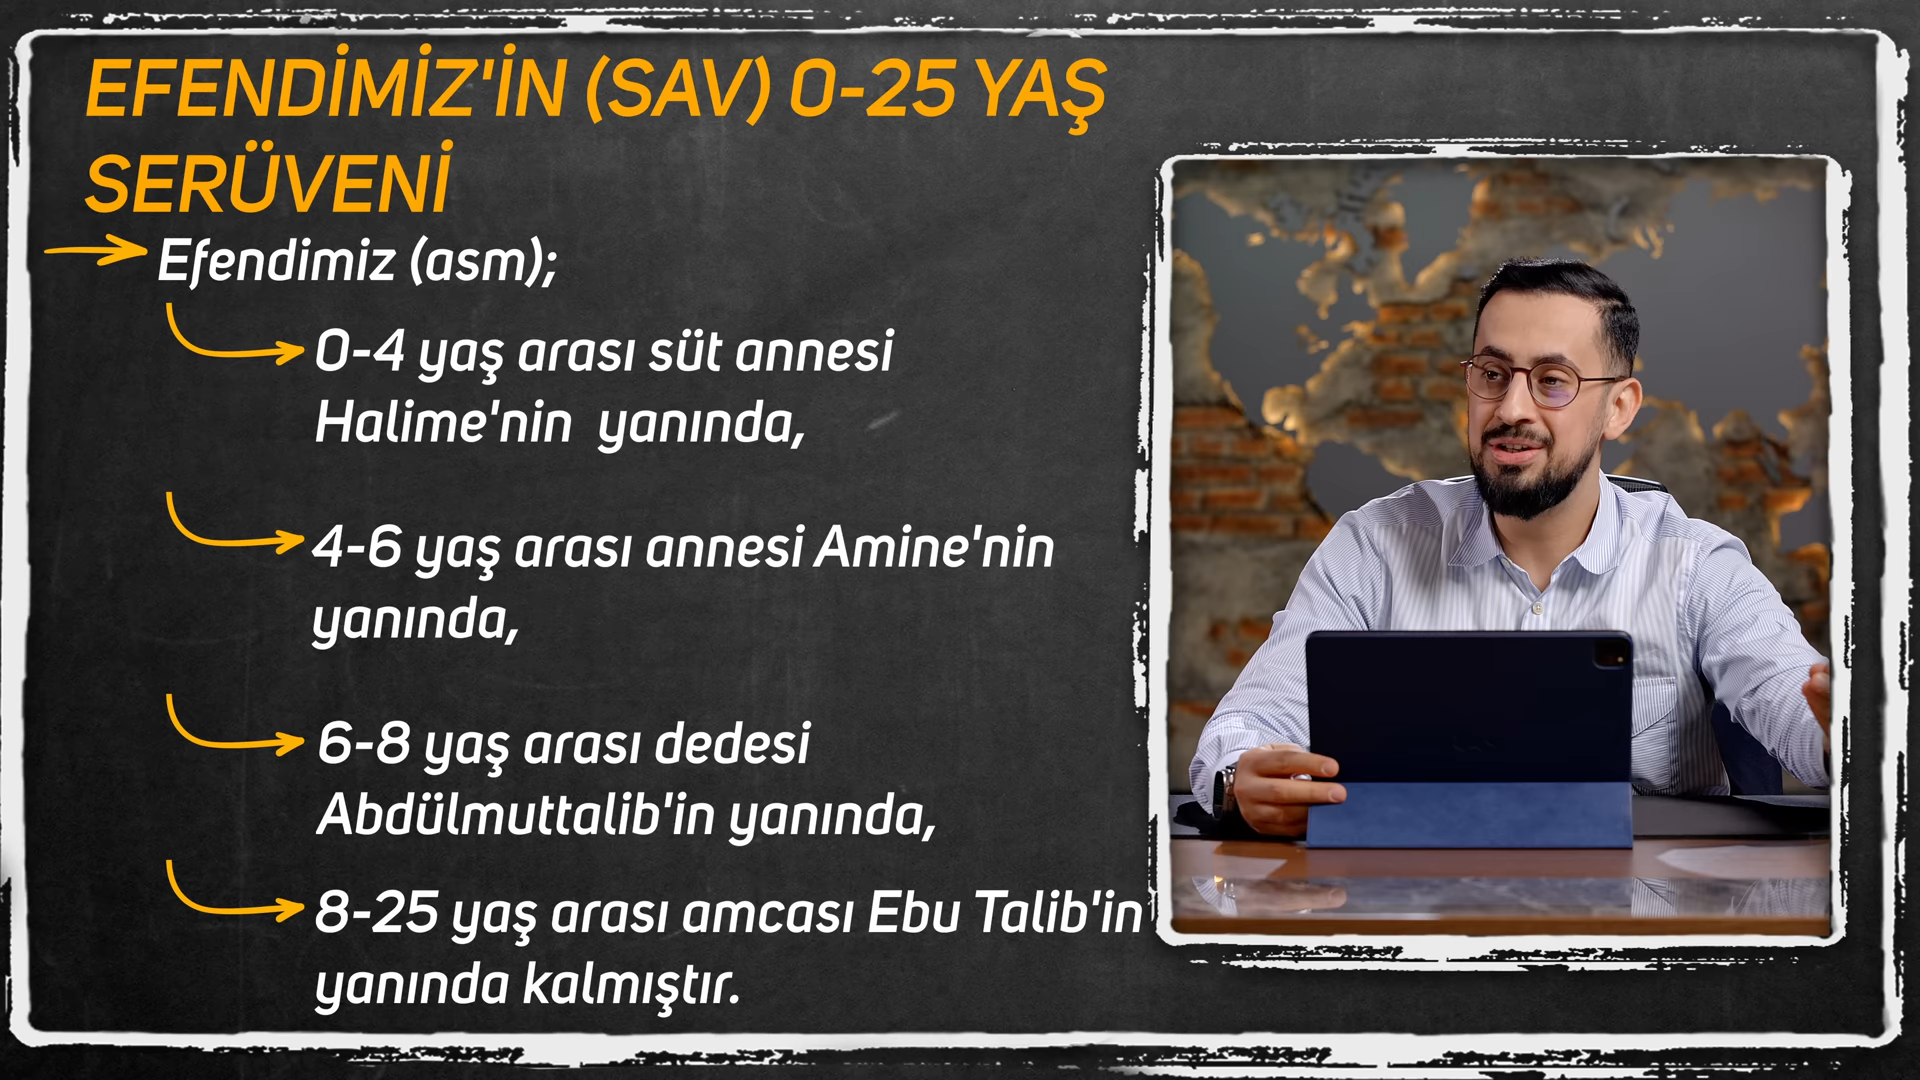 EFENDİMİZ'İN (SAV) 0-25 YAŞ
SERÜVENİ
Efendimiz (asm);
0-4 yaş arası süt annesi
Halime'nin yanında,
4-6 yaş arası annesi Amine'nin
yanında,
6-8 yaş arası dedesi
Abdülmuttalib'in yanında,
8-25 yaş arası amcası Ebu Talib'in
yanında kalmıştır.